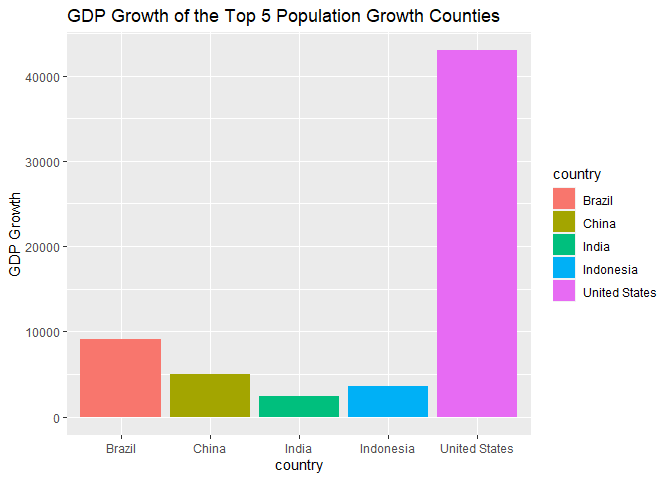 GDP Growth of the Top 5 Population Growth Counties
GDP Growth
40000
30000
20000
10000
0
Brazil China India Indonesia United States
country
country
Brazil
China
India
Indonesia
United States